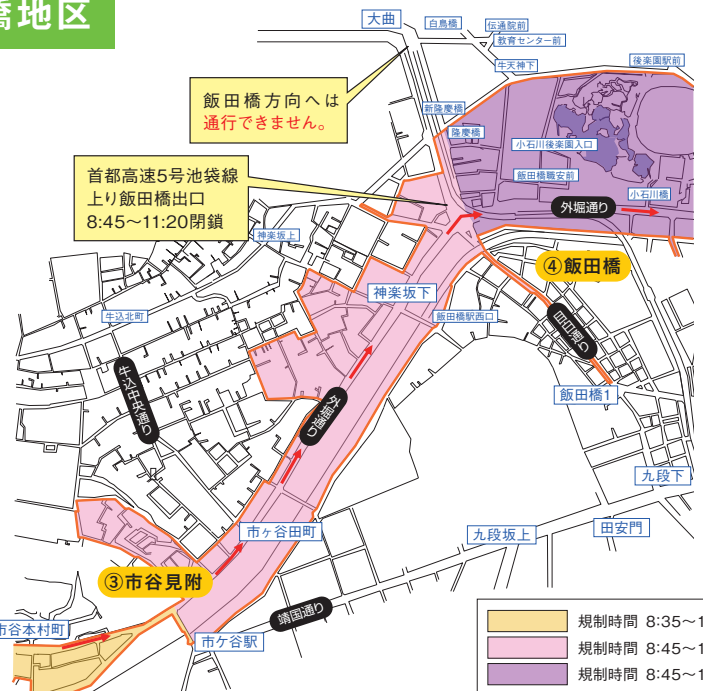 橋地区
大曲
白鳥橋
伝通院前
教育センター前
牛天神下
後楽園駅前
飯田橋方向へは
通行できません。
新隆慶橋
隆慶橋
小石川後楽園入口
飯田橋職安前
小石川橋
外堀通り
首都高速5号池袋線
上り飯田橋出口
8:45～11:20閉鎖
神楽坂上
④飯田橋
神楽坂下
牛込北町
飯田橋駅西口
目白通り
牛込中央通り
外堀通り
飯田橋1
九段下
市ヶ谷田町
九段坂上
田安門
③市谷見附
靖国通り
市谷本村町
市ケ谷駅
規制時間 8:35～1
規制時間 8:45～1
規制時間 8:45～1